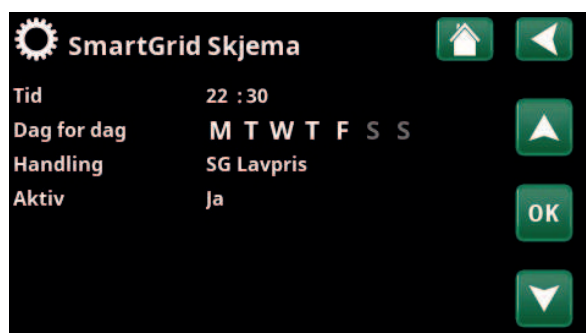 SmartGrid Skjema
Tid 22 :30
Dag for dag M T W T F S S
Handling SG Lavpris
Aktiv Ja
OK